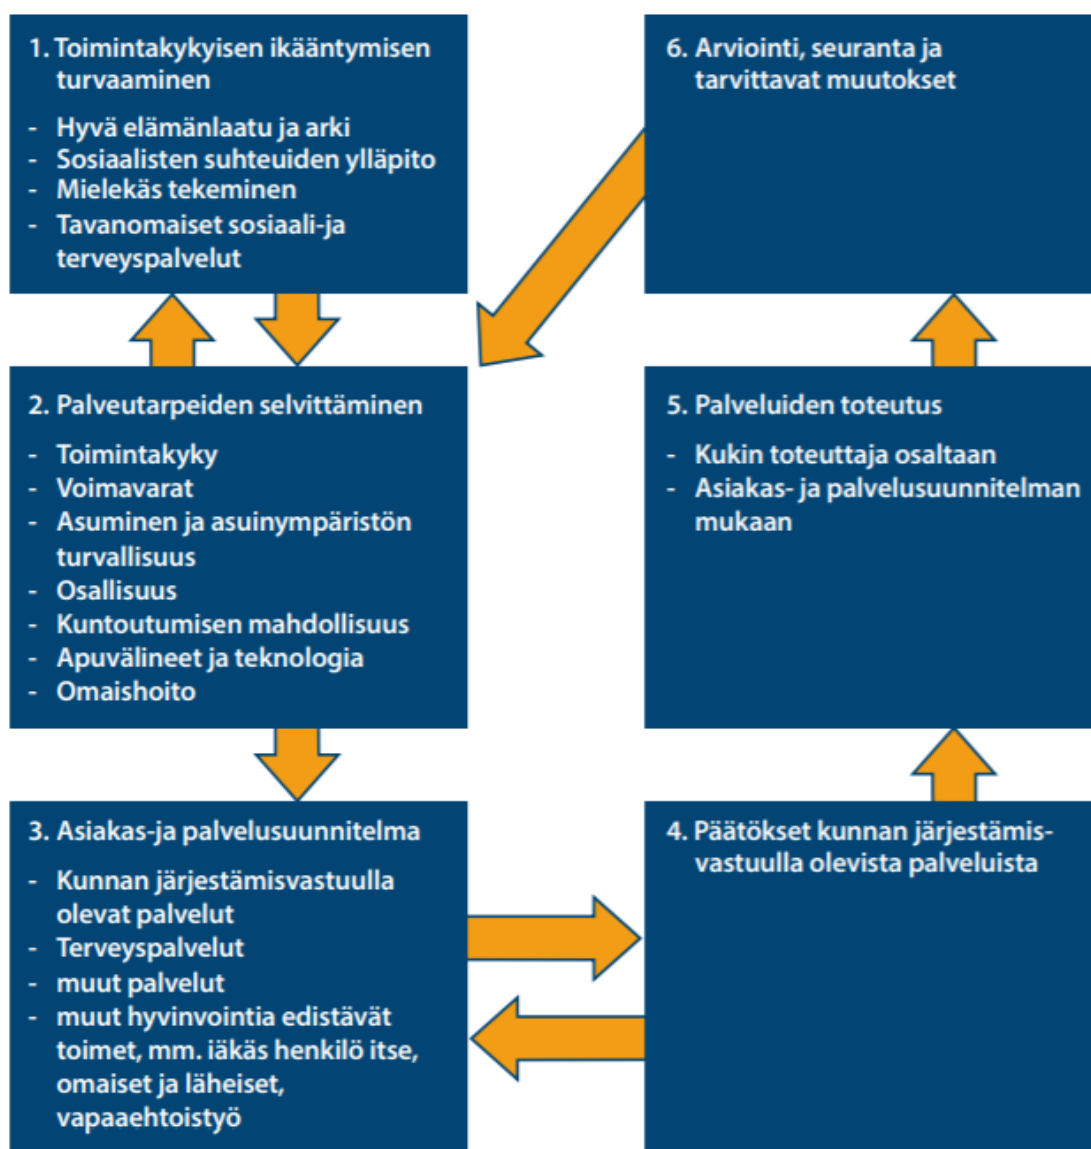 1. Toimintakykyisen ikääntymisen
turvaaminen
- Hyvä elämänlaatu ja arki
- Sosiaalisten suhteuiden ylläpito
- Mielekäs tekeminen
- Tavanomaiset sosiaali-ja
terveyspalvelut
2. Palveutarpeiden selvittäminen
- Toimintakyky
- Voimavarat
- Asuminen ja asuinympäristön
turvallisuus
- Osallisuus
- Kuntoutumisen mahdollisuus
- Apuvälineet ja teknologia
- Omaishoito
3. Asiakas-ja palvelusuunnitelma
- Kunnan järjestämisvastuulla
olevat palvelut
- Terveyspalvelut
- muut palvelut
- muut hyvinvointia edistävät
toimet, mm. iäkäs henkilö itse,
omaiset ja läheiset,
vapaaehtoistyö
4. Päätökset kunnan järjestämis-
vastuulla olevista palveluista
5. Palveluiden toteutus
- Kukin toteuttaja osaltaan
- Asiakas- ja palvelusuunnitelman
mukaan
6. Arviointi, seuranta ja
tarvittavat muutokset